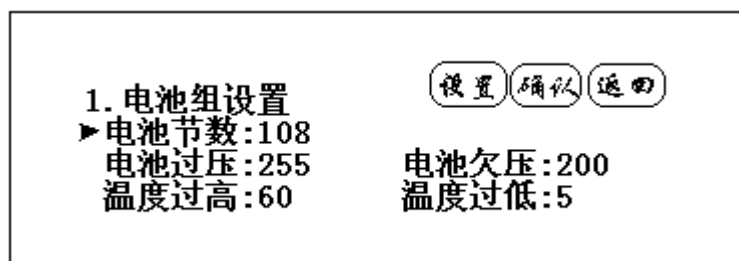 设置 确认 返回
1.电池组设置
►电池节数:108
电池过压:255 电池欠压:200
温度过高:60 温度过低:5